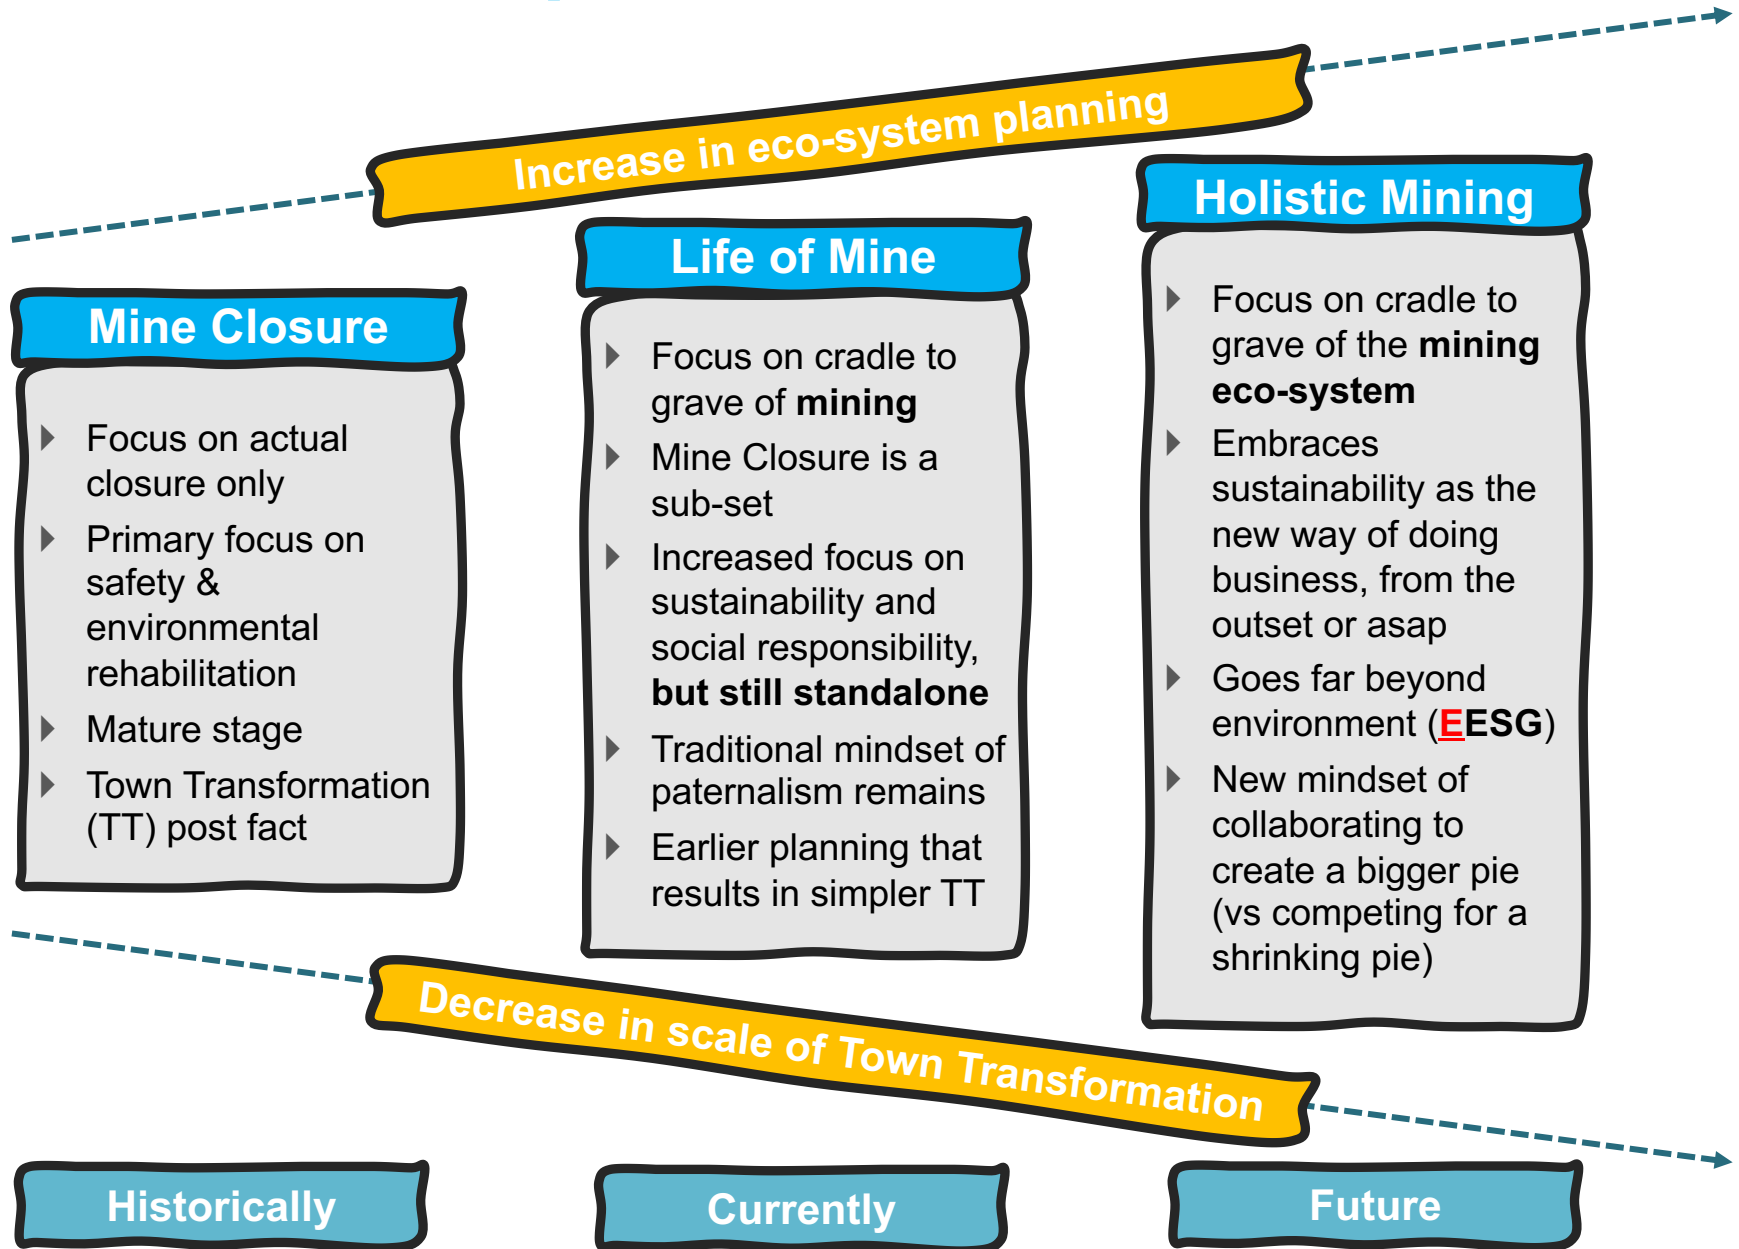 Increase in eco-system planning
Mine Closure
Focus on actual
closure only
Primary focus on
safety &
environmental
rehabilitation
Mature stage
Town Transformation
(TT) post fact
Life of Mine
Focus on cradle to
grave of mining
Mine Closure is a
sub-set
Increased focus on
sustainability and
social responsibility,
but still standalone
Traditional mindset of
paternalism remains
Earlier planning that
results in simpler TT
Holistic Mining
Focus on cradle to
grave of the mining
eco-system
Embraces
sustainability as the
new way of doing
business, from the
outset or asap
Goes far beyond
environment (EESG)
New mindset of
collaborating to
create a bigger pie
(vs competing for a
shrinking pie)
Decrease in scale of Town Transformation
Historically
Currently
Future